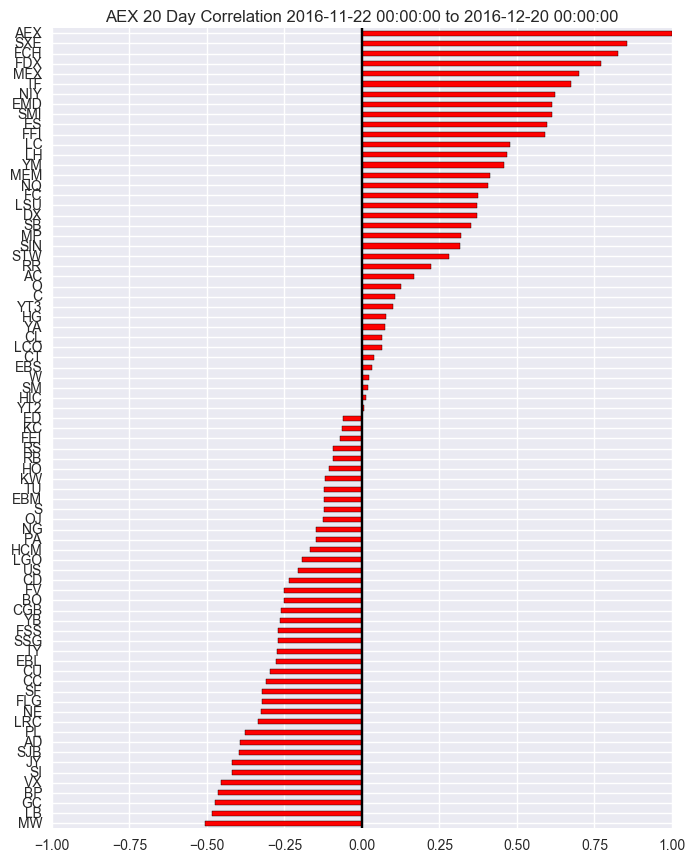 AEX 20 Day Correlation 2016-11-22 00:00:00 to 2016-12-20 00:00:00
AEX
SXE
FCH
FDX
MEX
TF
NIY
EMD
SMI
ES
FFI
LC
LH
YM
MFM
NQ
FC
LSU
DX
SB
MP
SIN
STW
RR
AC
O
C
YT3
HG
YA
CL
LCO
CT
EBS
W
SM
HIC
YT2
ED
KC
FEI
RS
RB
HO
KW
TU
EBM
S
OJ
NG
PA
HCM
LGO
US
CD
FV
BO
CGB
YB
FSS
SSG
TY
EBL
CU
CC
SF
FLG
NE
LRC
PL
AD
SJB
JY
SI
VX
BP
GC
LB
MW
−1.00 −0.75 −0.50 −0.25 0.00 0.25 0.50 0.75 1.00